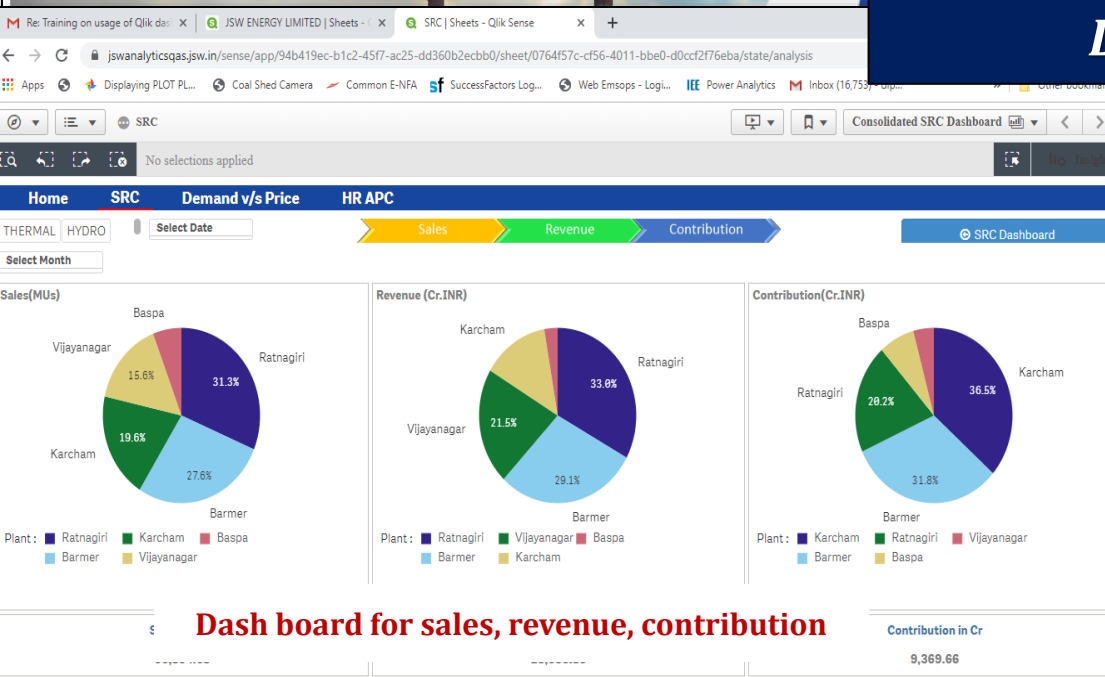 Re: Training on usage of Qlik das
JSW ENERGY LIMITED | Sheets -
SRC | Sheets - Qlik Sense
jswanalyticsqas.jsw.in/sense/app/94b419ec-b1c2-45f7-ac25-dd360b2ecbb0/sheet/0764f57c-cf56-4011-bbe0-d0ccf2f76eba/state/analysis
Apps Displaying PLOT PL... Coal Shed Camera Common E-NFA SuccessFactors Log... Web Emsops - Logi... IEE Power Analytics Inbox (16,753) - dip... » Other bookmar
SRC Consolidated SRC Dashboard
No selections applied
Home SRC Demand v/s Price HR APC
THERMAL HYDRO Select Date Sales Revenue Contribution SRC Dashboard
Select Month
Sales(MUs)
Baspa
Vijayanagar
Ratnagiri
15.6%
31.3%
19.6%
Karcham
27.6%
Barmer
Plant: Ratnagiri Karcham Baspa
Barmer Vijayanagar
Revenue (Cr.INR)
Karcham
Ratnagiri
33.0%
21.5%
Vijayanagar
29.1%
Barmer
Plant: Ratnagiri Vijayanagar Baspa
Barmer Karcham
Contribution(Cr.INR)
Baspa
Karcham
Ratnagiri
36.5%
20.2%
31.8%
Barmer
Plant: Karcham Ratnagiri Vijayanagar
Barmer Baspa
Dash board for sales, revenue, contribution
Contribution in Cr
9,369.66